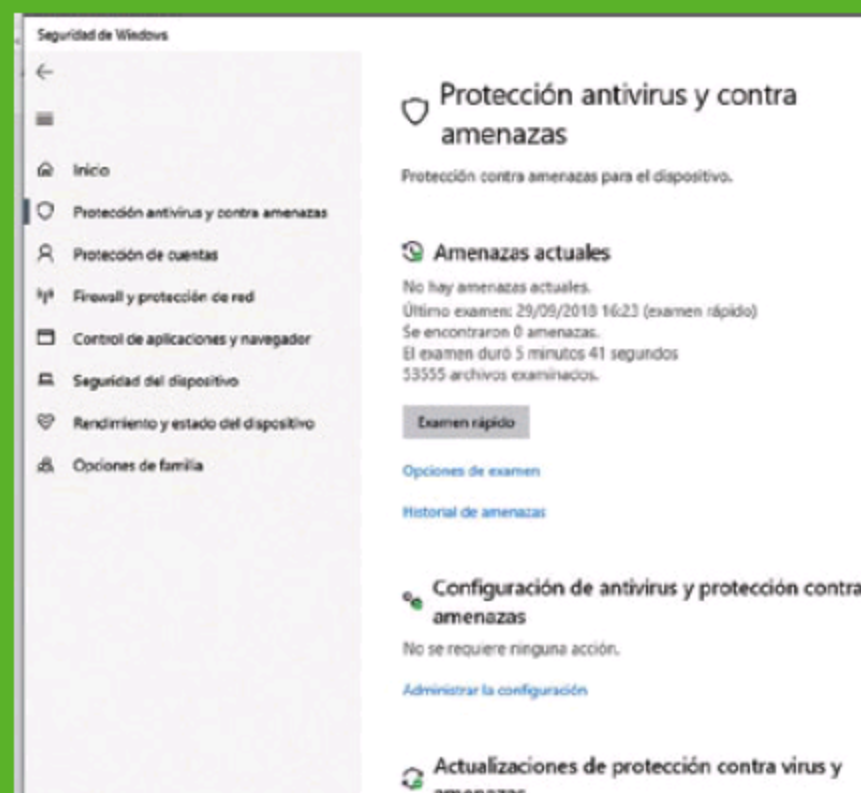 Seguridad de Windows
Inicio
Protección antivirus y contra amenazas
Protección de cuentas
Firewall y protección de red
Control de aplicaciones y navegador
Seguridad del dispositivo
Rendimiento y estado del dispositivo
Opciones de familia
Protección antivirus y contra
amenazas
Protección contra amenazas para el dispositivo.
Amenazas actuales
No hay amenazas actuales.
Último examen: 29/09/2018 16:23 (examen rápido)
Se encontraron 0 amenazas.
El examen duró 5 minutos 41 segundos
53555 archivos examinados.
Examen rápido
Opciones de examen
Historial de amenazas
Configuración de antivirus y protección contra
amenazas
No se requiere ninguna acción.
Administrar la configuración
Actualizaciones de protección contra virus y
amenazas